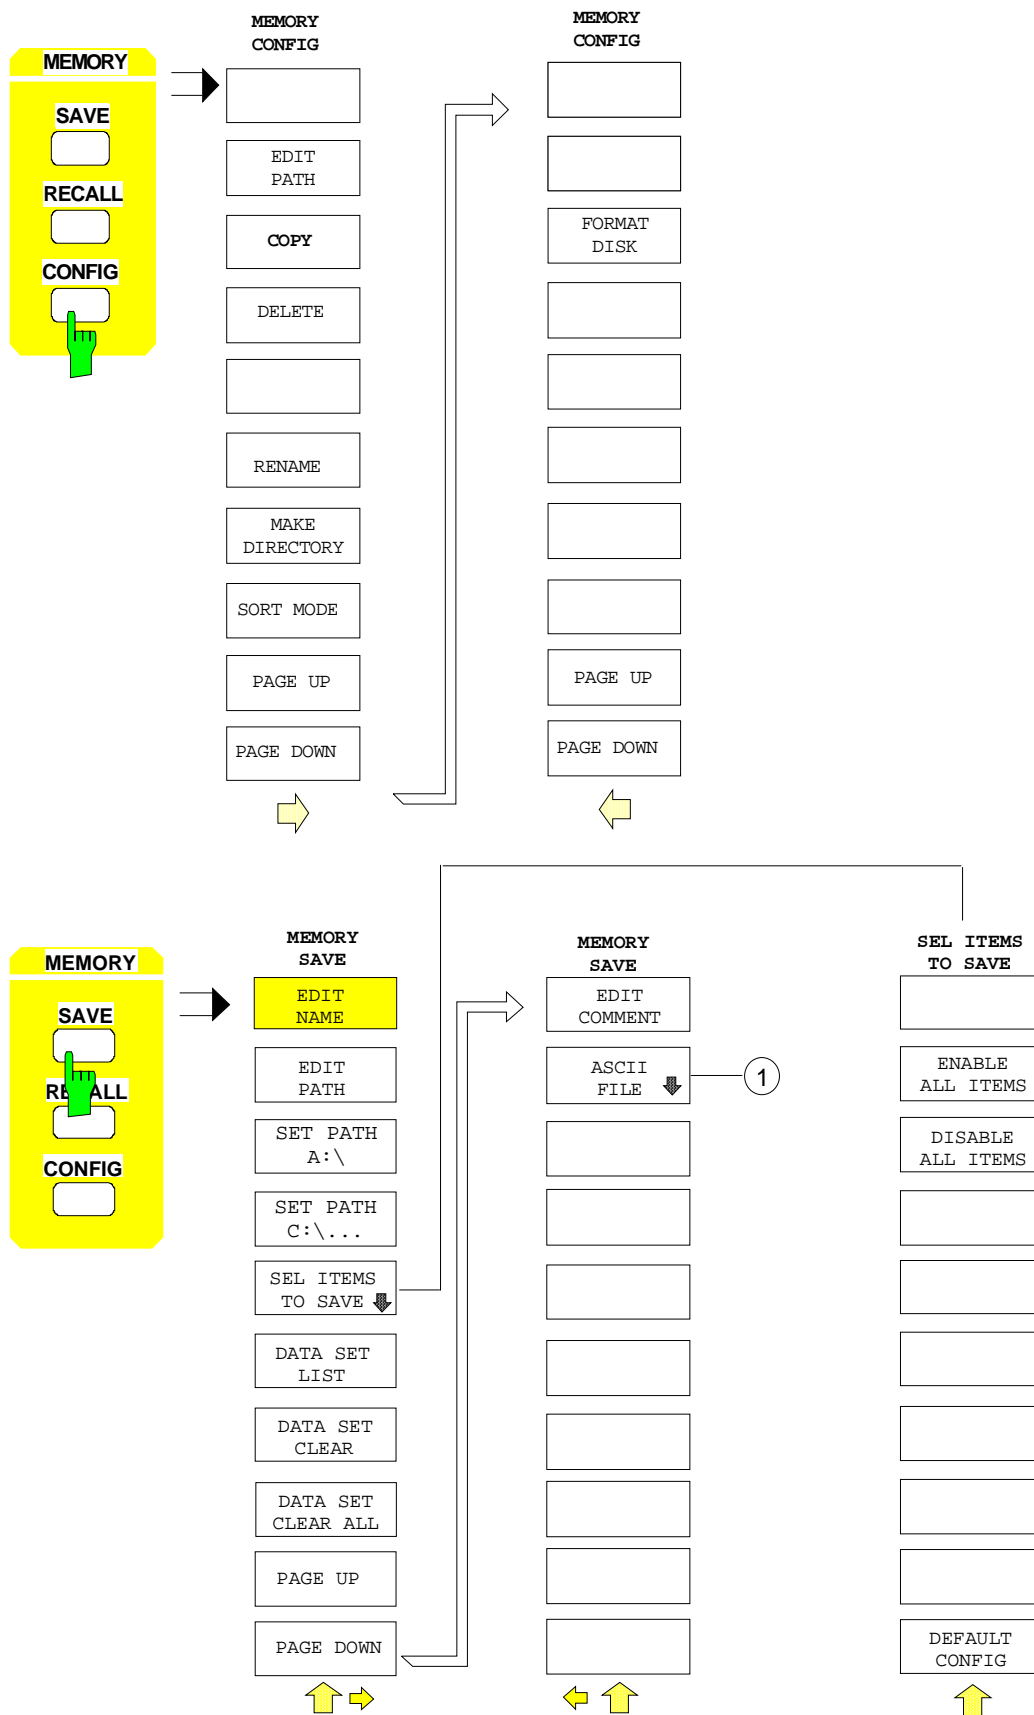 MEMORY
CONFIG
MEMORY
CONFIG
MEMORY
SAVE
RECALL
CONFIG
EDIT
PATH
COPY
DELETE
RENAME
MAKE
DIRECTORY
SORT MODE
PAGE UP
PAGE DOWN
FORMAT
DISK
PAGE UP
PAGE DOWN
MEMORY
SAVE
RECALL
CONFIG
MEMORY
SAVE
EDIT
NAME
EDIT
PATH
SET PATH
A:\
SET PATH
C:\...
SEL ITEMS
TO SAVE
DATA SET
LIST
DATA SET
CLEAR
DATA SET
CLEAR ALL
PAGE UP
PAGE DOWN
MEMORY
SAVE
EDIT
COMMENT
ASCII
FILE
1
SEL ITEMS
TO SAVE
ENABLE
ALL ITEMS
DISABLE
ALL ITEMS
DEFAULT
CONFIG